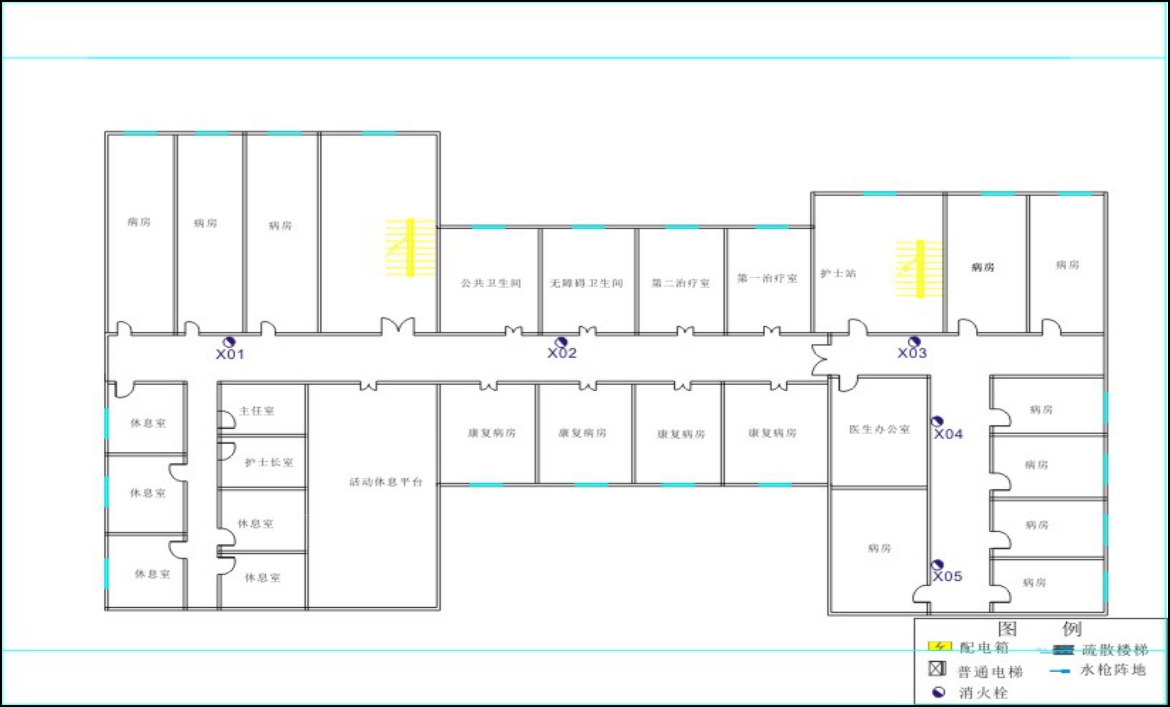 病房
病房
病房
公共卫生间
无障碍卫生间
第二治疗室
第一治疗室
护士站
病房
病房
X01
X02
X03
休息室
主任室
护士长室
休息室
休息室
休息室
休息室
活动休息平台
康复病房
康复病房
康复病房
康复病房
医生办公室
病房
X04
X05
病房
病房
病房
病房
图 例
配电箱
疏散楼梯
普通电梯
水枪阵地
消火栓